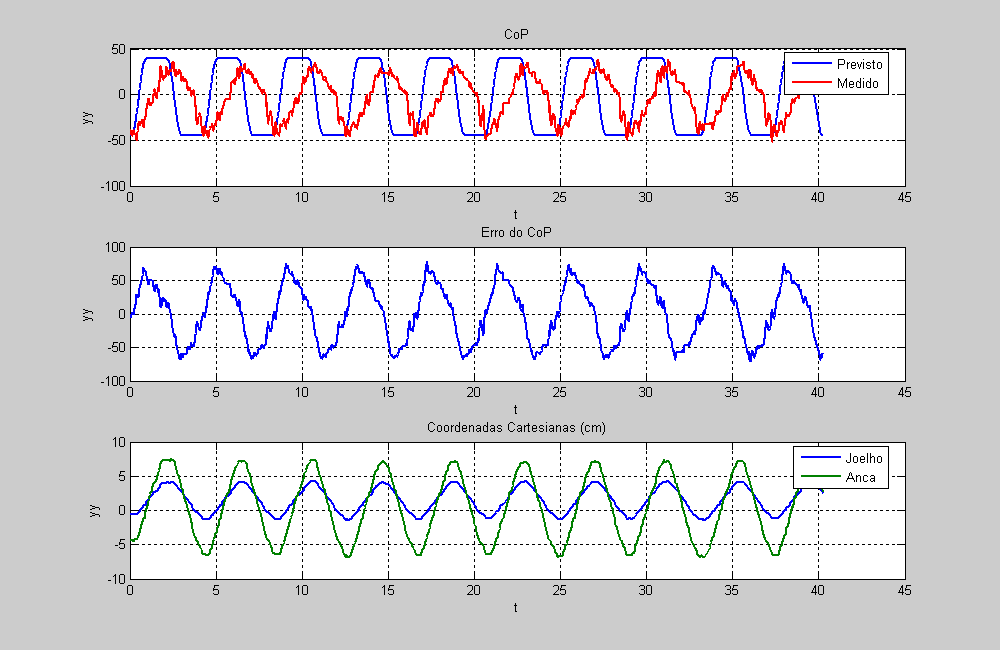 CoP
50
0
-50
-100
yy
Previsto
Medido
0 5 10 15 20 25 30 35 40 45
t
Erro do CoP
100
50
0
-50
-100
yy
0 5 10 15 20 25 30 35 40 45
t
Coordenadas Cartesianas (cm)
10
5
0
-5
-10
yy
Joelho
Anca
0 5 10 15 20 25 30 35 40 45
t